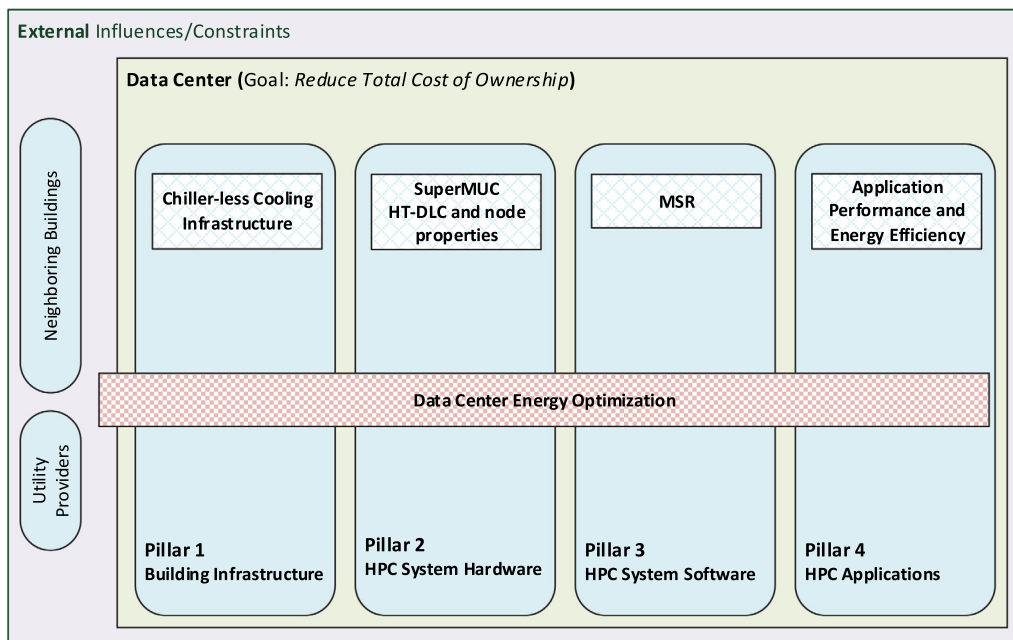 External Influences/Constraints
Data Center (Goal: Reduce Total Cost of Ownership)
Neighboring Buildings
Utility
Providers
Chiller-less Cooling
Infrastructure
SuperMUC
HT-DLC and node
properties
MSR
Application
Performance and
Energy Efficiency
Data Center Energy Optimization
Pillar 1
Building Infrastructure
Pillar 2
HPC System Hardware
Pillar 3
HPC System Software
Pillar 4
HPC Applications